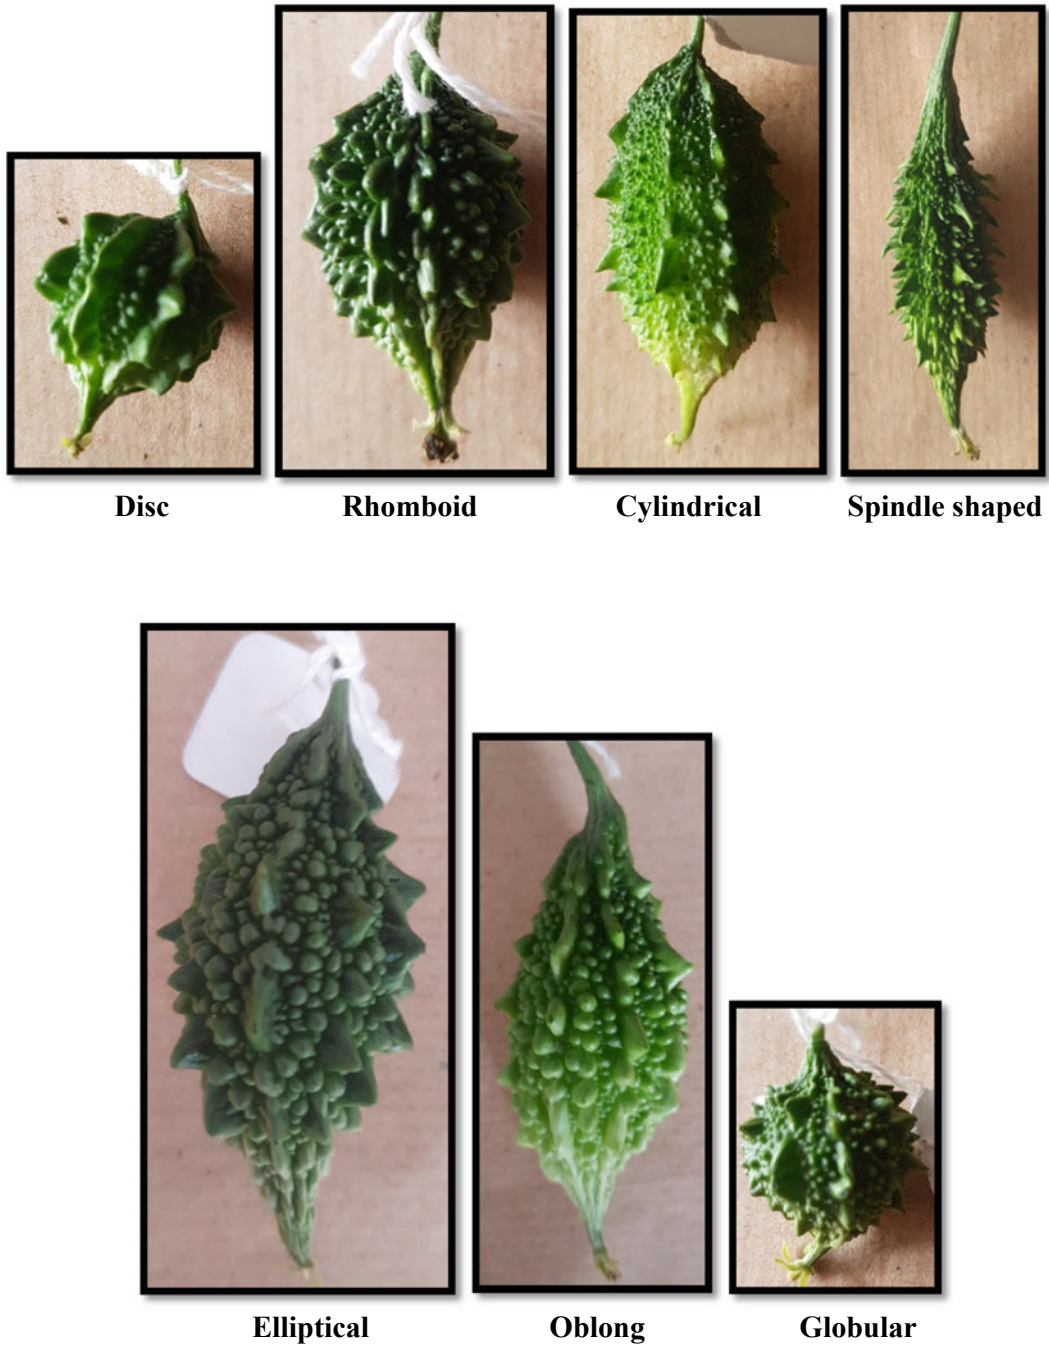 Disc
Rhomboid
Cylindrical
Spindle shaped
Elliptical
Oblong
Globular